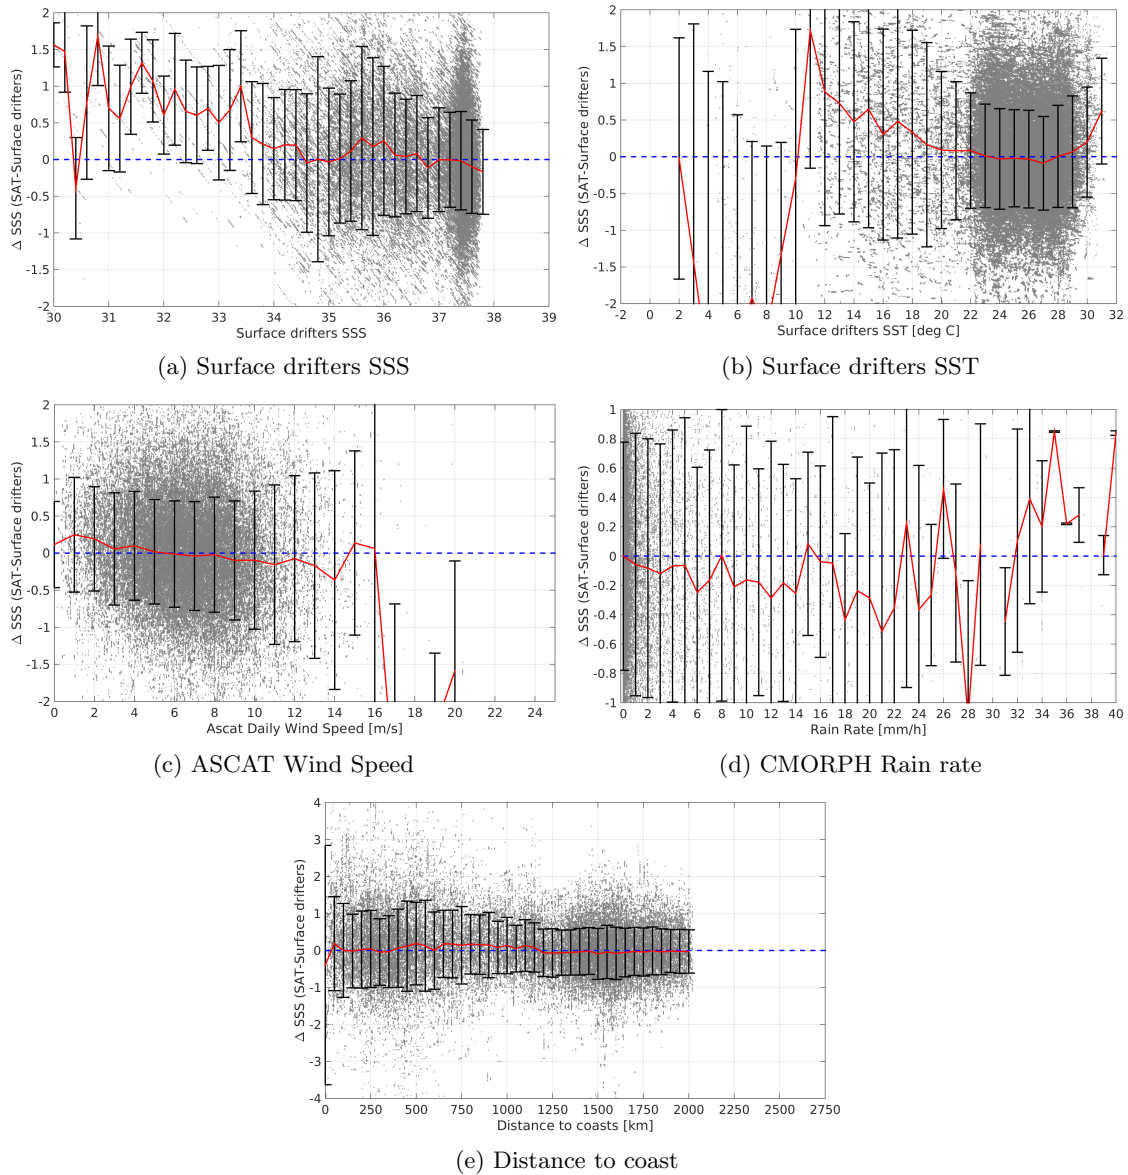 2
1.5
1
0.5
0
-0.5
-1
-1.5
-2
Δ SSS (SAT-Surface drifters)
30 31 32 33 34 35 36 37 38 39
Surface drifters SSS
(a) Surface drifters SSS
2
1.5
1
0.5
0
-0.5
-1
-1.5
-2
Δ SSS (SAT-Surface drifters)
-2 0 2 4 6 8 10 12 14 16 18 20 22 24 26 28 30 32
Surface drifters SST [deg C]
(b) Surface drifters SST
2
1.5
1
0.5
0
-0.5
-1
-1.5
-2
Δ SSS (SAT-Surface drifters)
0 2 4 6 8 10 12 14 16 18 20 22 24
Ascat Daily Wind Speed [m/s]
(c) ASCAT Wind Speed
1
0.8
0.6
0.4
0.2
0
-0.2
-0.4
-0.6
-0.8
-1
Δ SSS (SAT-Surface drifters)
0 2 4 6 8 10 12 14 16 18 20 22 24 26 28 30 32 34 36 38 40
Rain Rate [mm/h]
(d) CMORPH Rain rate
4
3
2
1
0
-1
-2
-3
-4
Δ SSS (SAT-Surface drifters)
0 250 500 750 1000 1250 1500 1750 2000 2250 2500 2750
Distance to coasts [km]
(e) Distance to coast